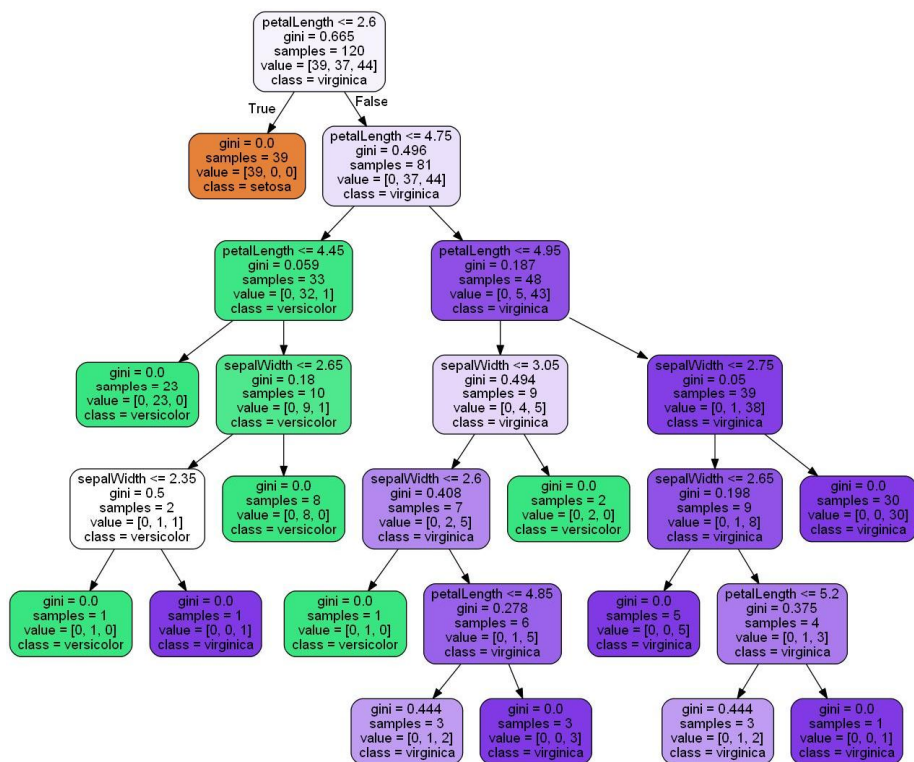 petalLength <= 2.6
gini = 0.665
samples = 120
value = [39, 37, 44]
class = virginica
True
False
gini = 0.0
samples = 39
value = [39, 0, 0]
class = setosa
petalLength <= 4.75
gini = 0.496
samples = 81
value = [0, 37, 44]
class = virginica
petalLength <= 4.45
gini = 0.059
samples = 33
value = [0, 32, 1]
class = versicolor
petalLength <= 4.95
gini = 0.187
samples = 48
value = [0, 5, 43]
class = virginica
gini = 0.0
samples = 23
value = [0, 23, 0]
class = versicolor
sepalWidth <= 2.65
gini = 0.18
samples = 10
value = [0, 9, 1]
class = versicolor
sepalWidth <= 3.05
gini = 0.494
samples = 9
value = [0, 4, 5]
class = virginica
sepalWidth <= 2.75
gini = 0.05
samples = 39
value = [0, 1, 38]
class = virginica
sepalWidth <= 2.35
gini = 0.5
samples = 2
value = [0, 1, 1]
class = versicolor
gini = 0.0
samples = 8
value = [0, 8, 0]
class = versicolor
sepalWidth <= 2.6
gini = 0.408
samples = 7
value = [0, 2, 5]
class = virginica
gini = 0.0
samples = 2
value = [0, 2, 0]
class = versicolor
sepalWidth <= 2.65
gini = 0.198
samples = 9
value = [0, 1, 8]
class = virginica
gini = 0.0
samples = 30
value = [0, 0, 30]
class = virginica
gini = 0.0
samples = 1
value = [0, 1, 0]
class = versicolor
gini = 0.0
samples = 1
value = [0, 0, 1]
class = virginica
gini = 0.0
samples = 1
value = [0, 1, 0]
class = versicolor
petalLength <= 4.85
gini = 0.278
samples = 6
value = [0, 1, 5]
class = virginica
gini = 0.0
samples = 5
value = [0, 0, 5]
class = virginica
petalLength <= 5.2
gini = 0.375
samples = 4
value = [0, 1, 3]
class = virginica
gini = 0.444
samples = 3
value = [0, 1, 2]
class = virginica
gini = 0.0
samples = 3
value = [0, 0, 3]
class = virginica
gini = 0.444
samples = 3
value = [0, 1, 2]
class = virginica
gini = 0.0
samples = 1
value = [0, 0, 1]
class = virginica